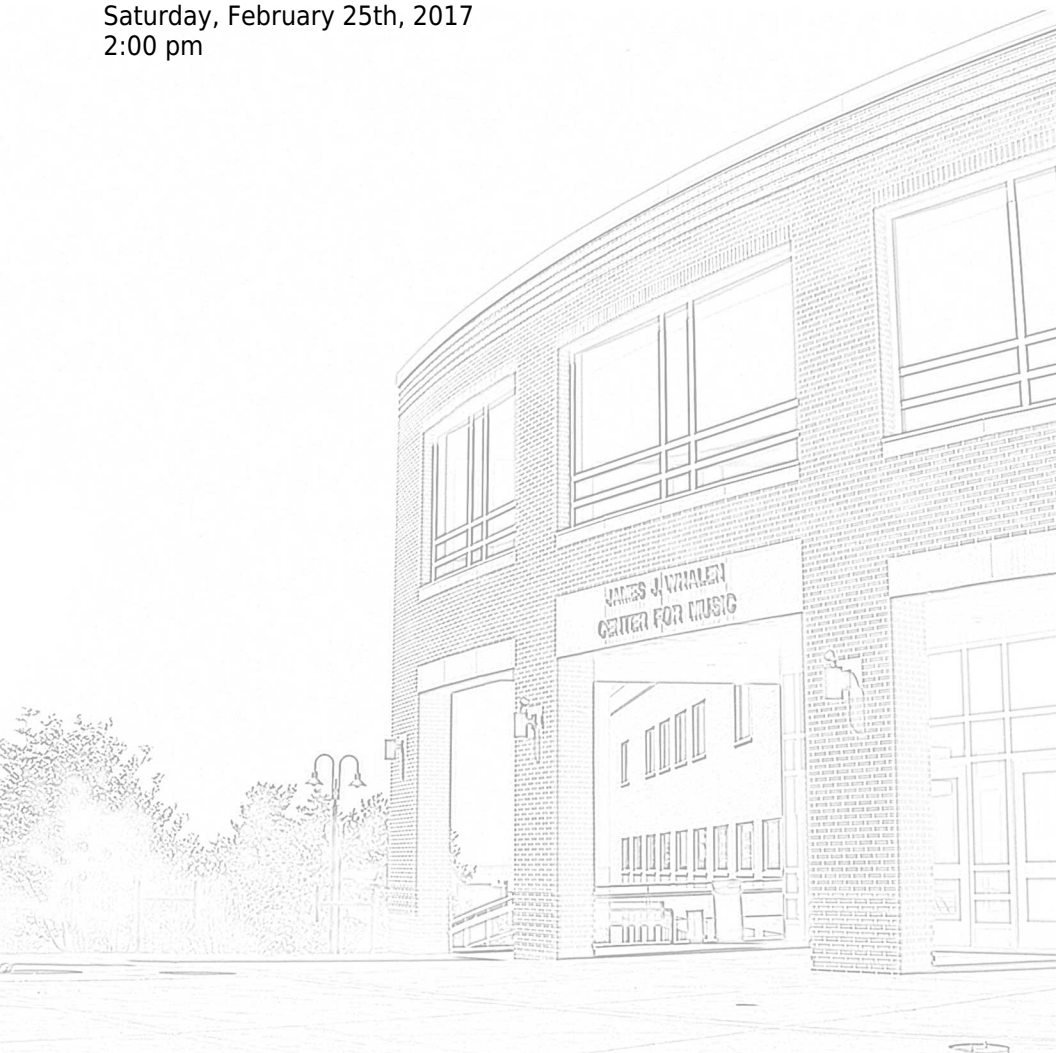 Saturday, February 25th, 2017
2:00 pm
JAMES J. WHALEN
CENTER FOR MUSIC